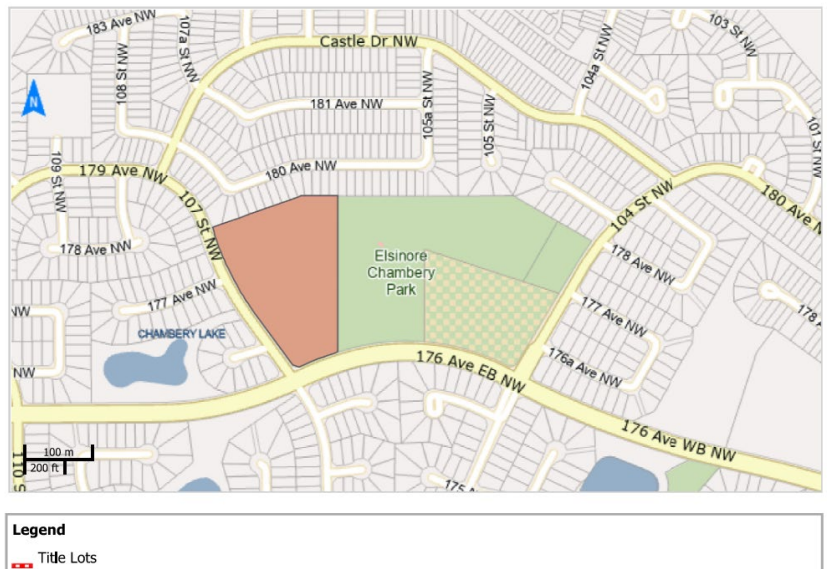 183 Ave NW
107a St NW
103 St NW
108 St NW
Castle Dr NW
104a St NW
N
181 Ave NW
105a St NW
105 St NW
101 St NW
109 St NW
179 Ave NW
180 Ave NW
107 St NW
104 St NW
180 Ave N
178 Ave NW
Elsinore
Chambery
Park
178 Ave NW
177 Ave NW
NW
177 Ave NW
178 A
CHAMBERY LAKE
176a Ave NW
NW
176 Ave EB NW
176 Ave WB NW
100 m
200 ft
110 S
175 A
Legend
Title Lots